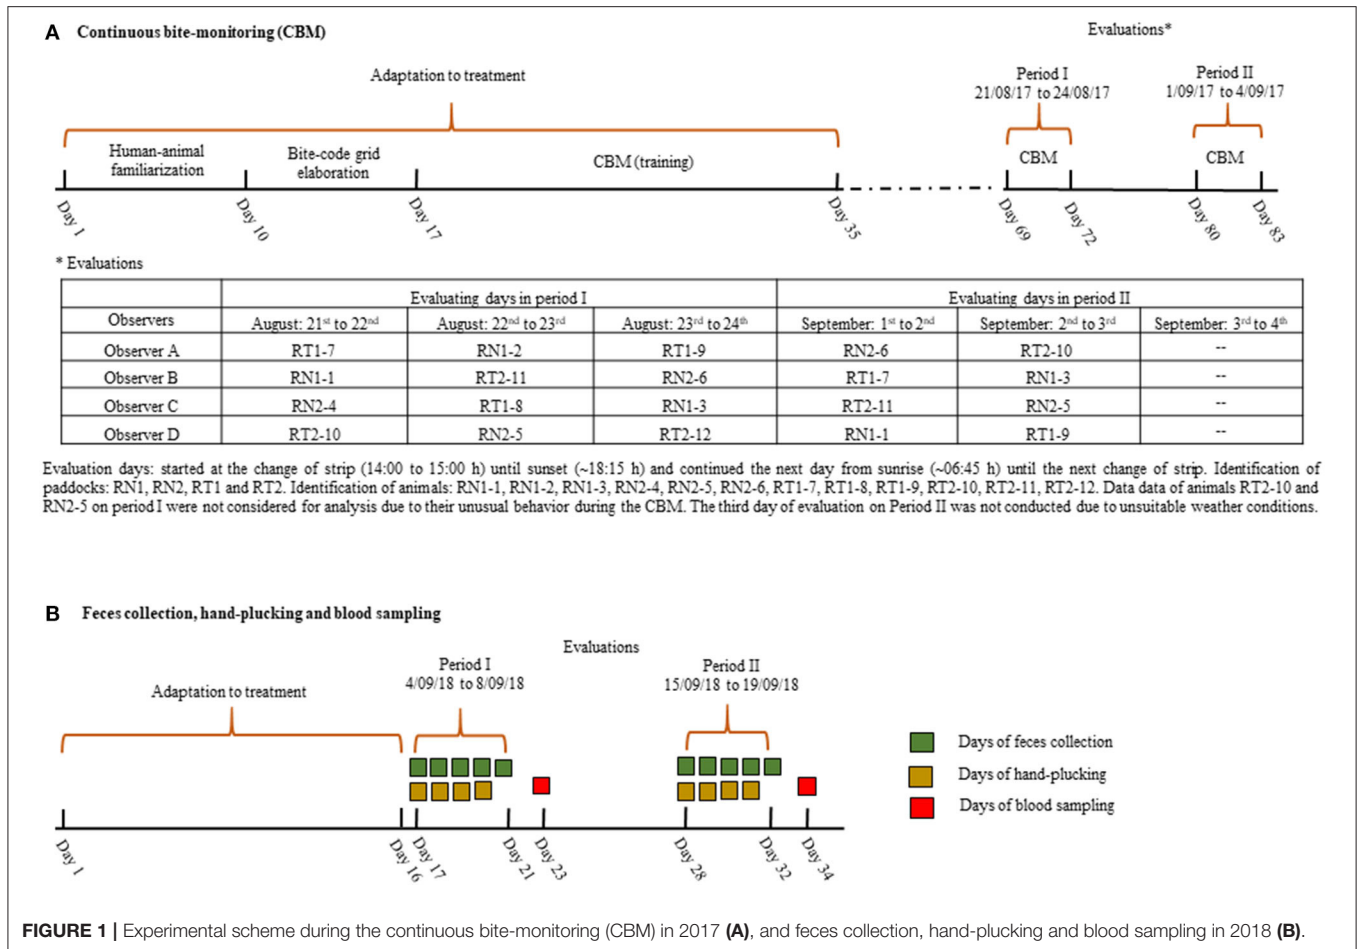 A Continuous bite-monitoring (CBM)
Evaluations*
Adaptation to treatment
Period I
21/08/17 to 24/08/17
Period II
1/09/17 to 4/09/17
Human-animal
familiarization
Bite-code grid
elaboration
CBM (training)
CBM
CBM
Day 1
Day 10
Day 17
Day 35
Day 69
Day 72
Day 80
Day 83
* Evaluations
Evaluating days in period I Evaluating days in period II
Observers August: 21st to 22nd August: 22nd to 23rd August: 23rd to 24th September: 1st to 2nd September: 2nd to 3rd September: 3rd to 4th
Observer A RT1-7 RN1-2 RT1-9 RN2-6 RT2-10 --
Observer B RN1-1 RT2-11 RN2-6 RT1-7 RN1-3 --
Observer C RN2-4 RT1-8 RN1-3 RT2-11 RN2-5 --
Observer D RT2-10 RN2-5 RT2-12 RN1-1 RT1-9 --
Evaluation days: started at the change of strip (14:00 to 15:00 h) until sunset (~18:15 h) and continued the next day from sunrise (~06:45 h) until the next change of strip. Identification of
paddocks: RN1, RN2, RT1 and RT2. Identification of animals: RN1-1, RN1-2, RN1-3, RN2-4, RN2-5, RN2-6, RT1-7, RT1-8, RT1-9, RT2-10, RT2-11, RT2-12. Data data of animals RT2-10 and
RN2-5 on period I were not considered for analysis due to their unusual behavior during the CBM. The third day of evaluation on Period II was not conducted due to unsuitable weather conditions.
B Feces collection, hand-plucking and blood sampling
Evaluations
Period I
4/09/18 to 8/09/18
Period II
15/09/18 to 19/09/18
Adaptation to treatment
Days of feces collection
Days of hand-plucking
Days of blood sampling
Day 1
Day 16
Day 17
Day 21
Day 23
Day 28
Day 32
Day 34
FIGURE 1 | Experimental scheme during the continuous bite-monitoring (CBM) in 2017 (A), and feces collection, hand-plucking and blood sampling in 2018 (B).